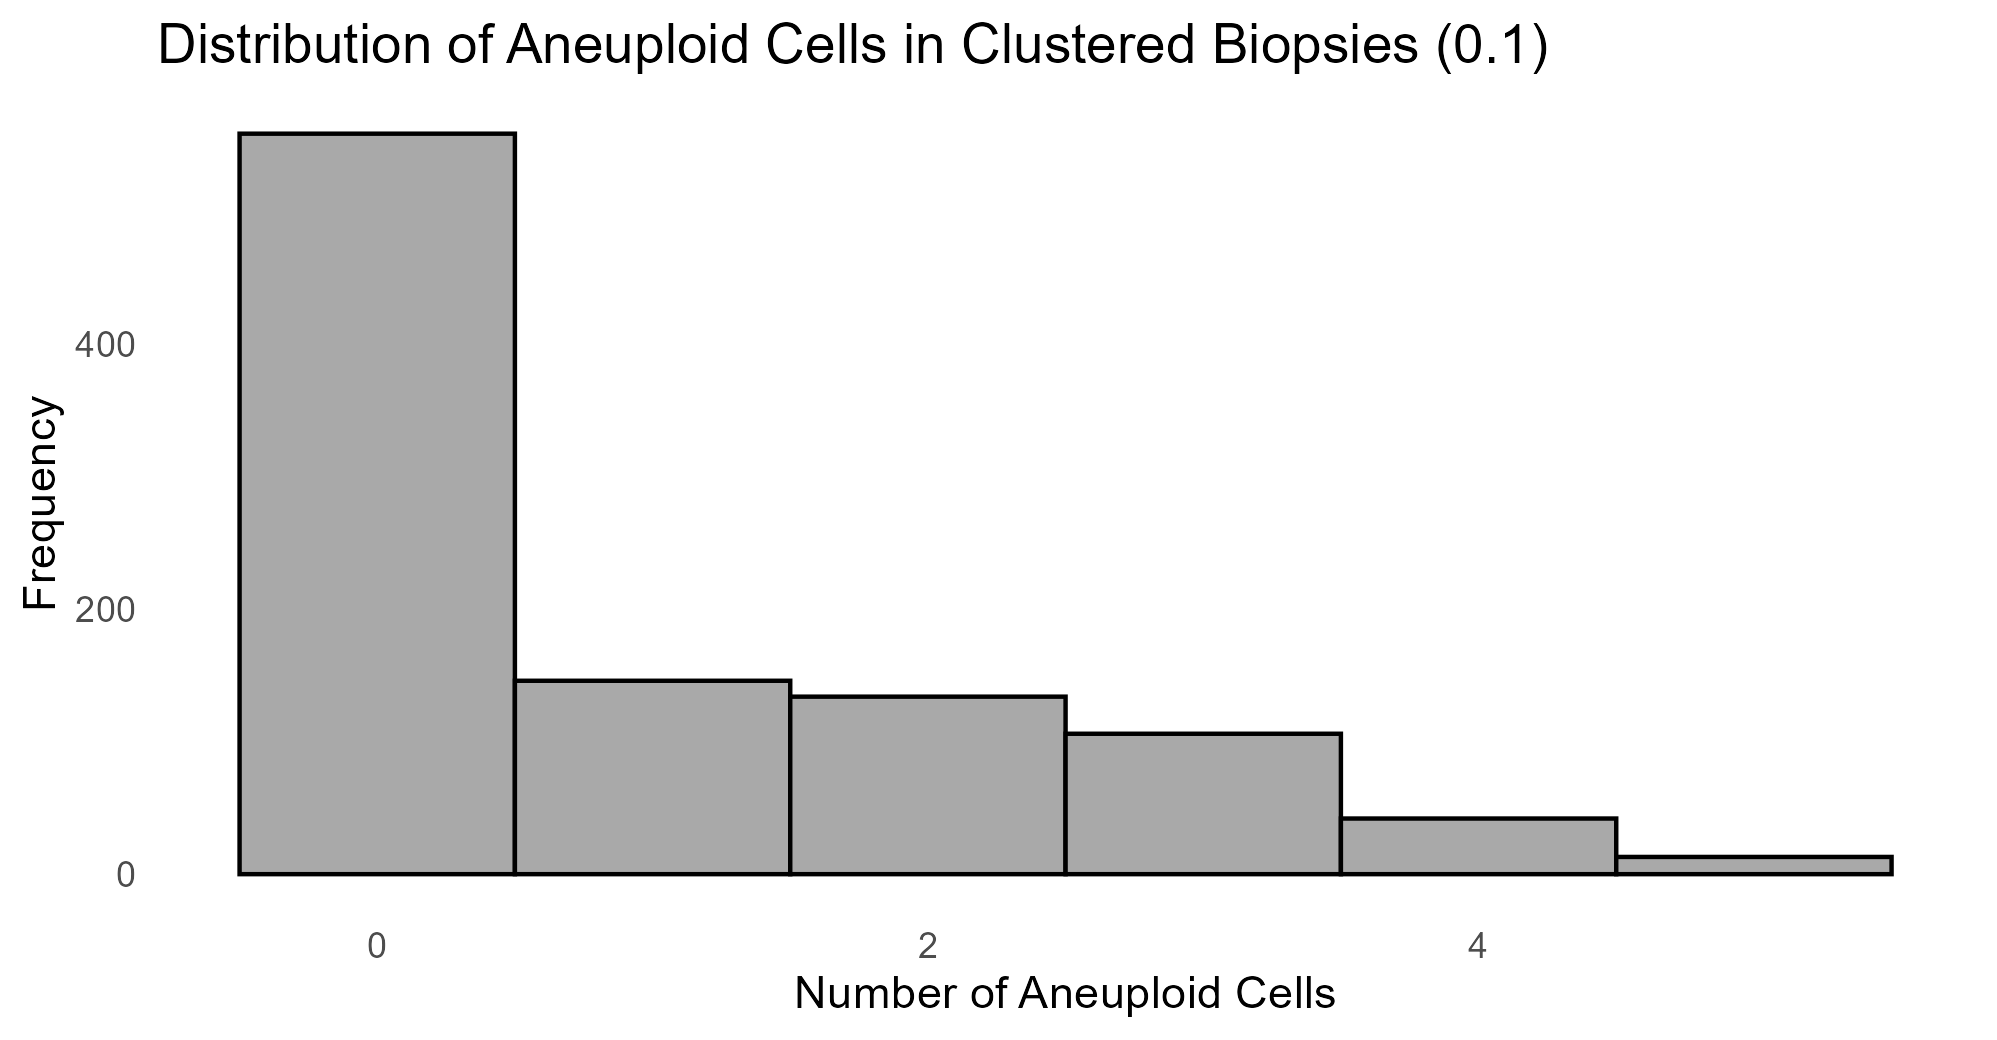 Distribution of Aneuploid Cells in Clustered Biopsies (0.1)
Frequency
400
200
0
0 2 4
Number of Aneuploid Cells